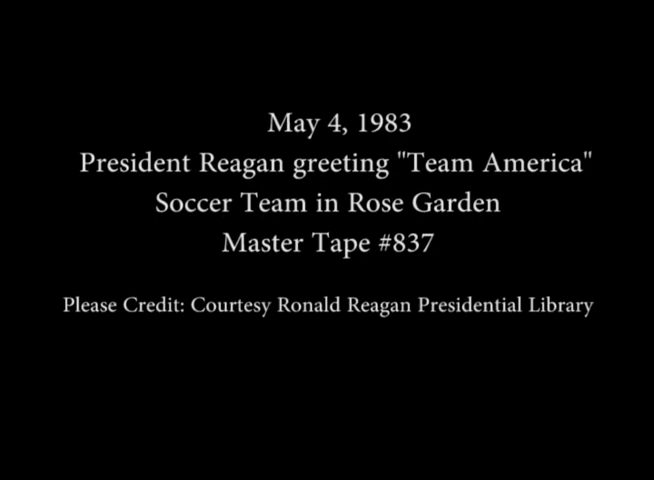 May 4, 1983
President Reagan greeting "Team America"
Soccer Team in Rose Garden
Master Tape #837
Please Credit: Courtesy Ronald Reagan Presidential Library